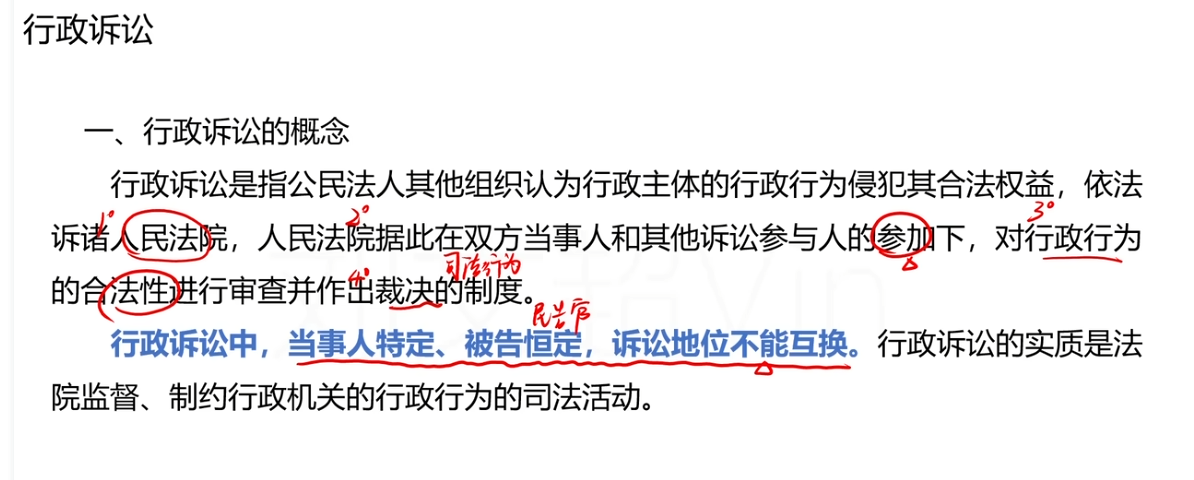 行政诉讼
一、行政诉讼的概念
行政诉讼是指公民法人其他组织认为行政主体的行政行为侵犯其合法权益，依法
1° 2° 3°
诉诸人民法院，人民法院据此在双方当事人和其他诉讼参与人的参加下，对行政行为
4° 司法行为
的合法性进行审查并作出裁决的制度。
民告官
行政诉讼中，当事人特定、被告恒定，诉讼地位不能互换。行政诉讼的实质是法
院监督、制约行政机关的行政行为的司法活动。